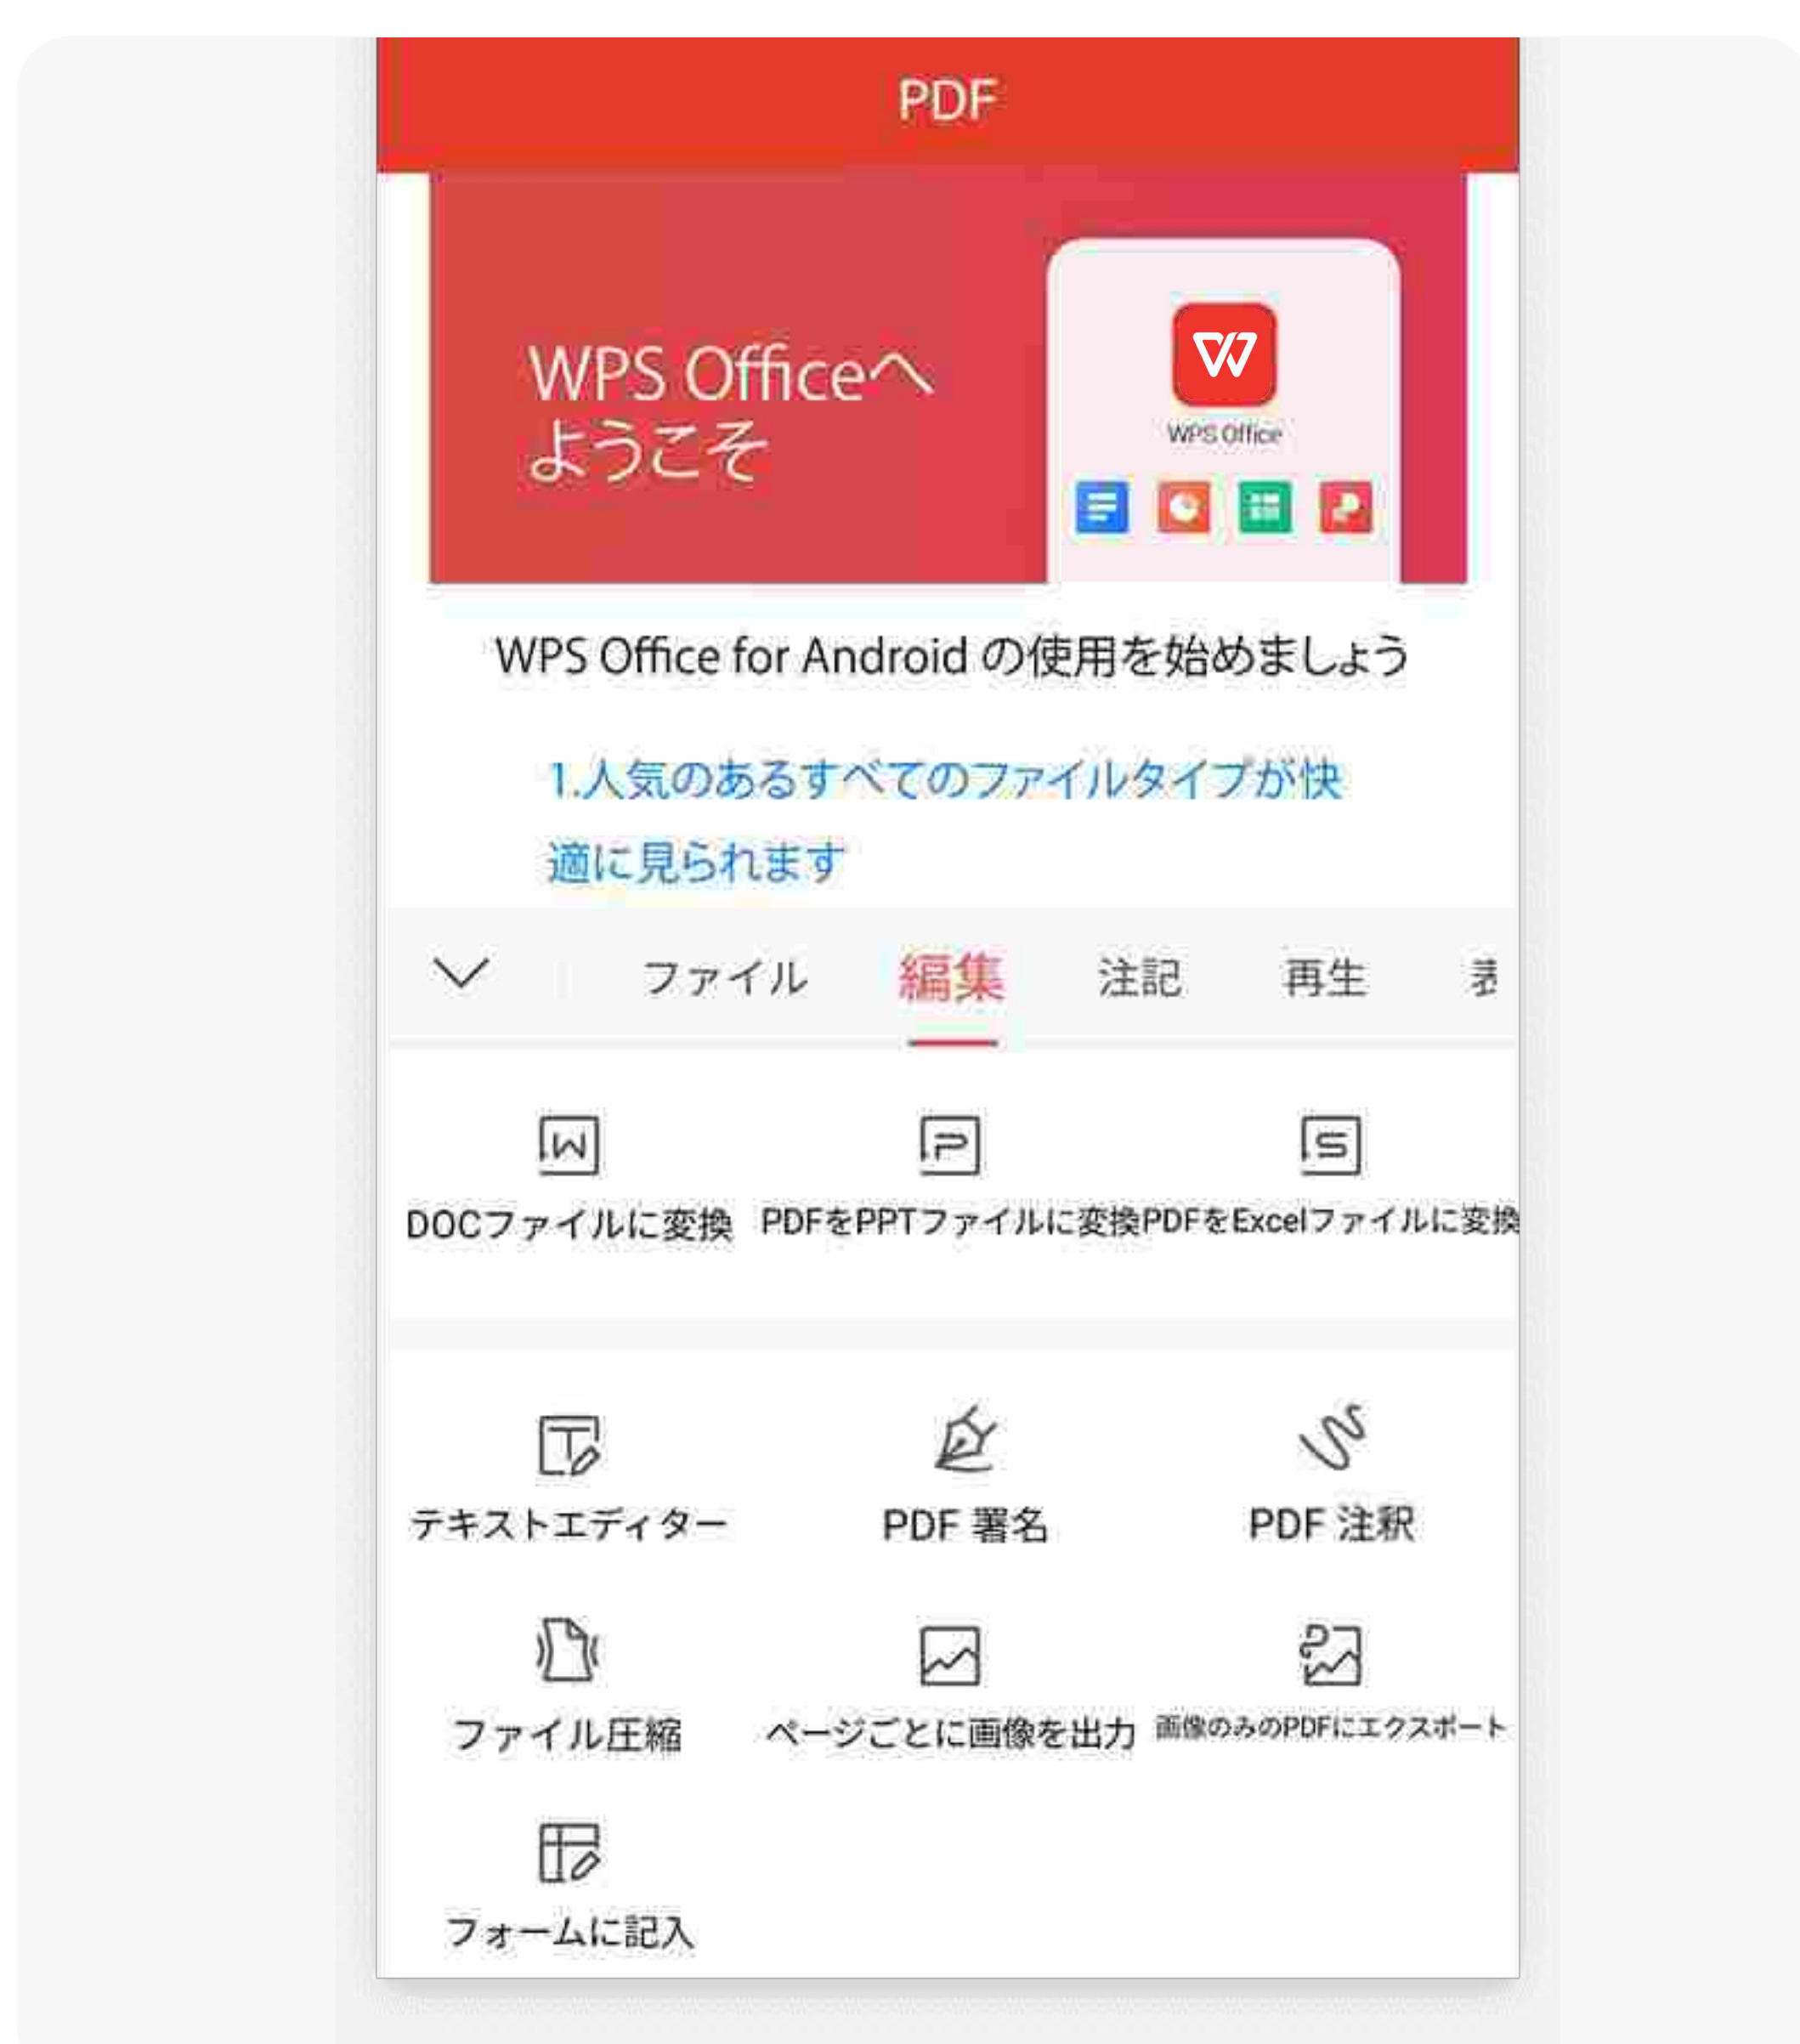 PDF
WPS Officeへ
ようこそ
WPS Office
WPS Office for Android の使用を始めましょう
1.人気のあるすべてのファイルタイプが快
適に見られます
ファイル 編集 注記 再生 表
DOCファイルに変換 PDFをPPTファイルに変換 PDFをExcelファイルに変換
テキストエディター PDF 署名 PDF 注釈
ファイル圧縮 ページごとに画像を出力 画像のみのPDFにエクスポート
フォームに記入